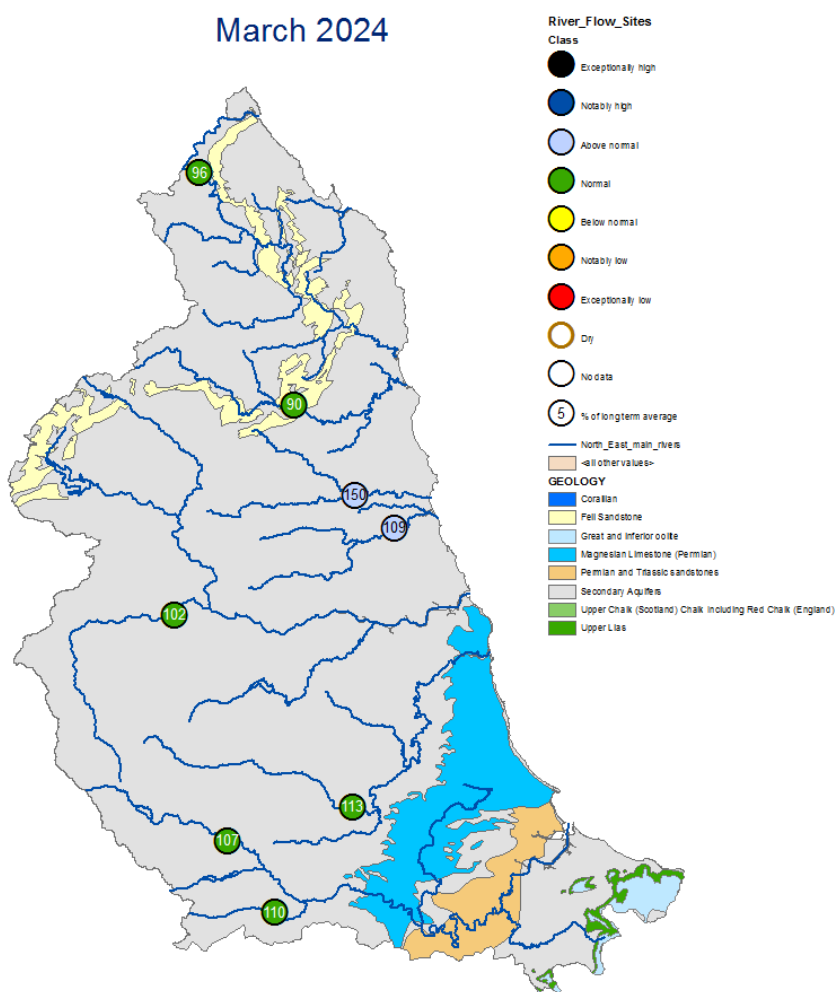 March 2024
River_Flow_Sites
Class
Exceptionally high
Notably high
Above normal
Normal
Below normal
Notably low
Exceptionally low
Dry
No data
5 % of long term average
North_East_main_rivers
<all other values>
GEOLOGY
Corallian
Fell Sandstone
Great and Inferior oolite
Magnesian Limestone (Permian)
Permian and Triassic sandstones
Secondary Aquifers
Upper Chalk (Scotland) Chalk including Red Chalk (England)
Upper Lias
96
90
150
109
102
113
107
110